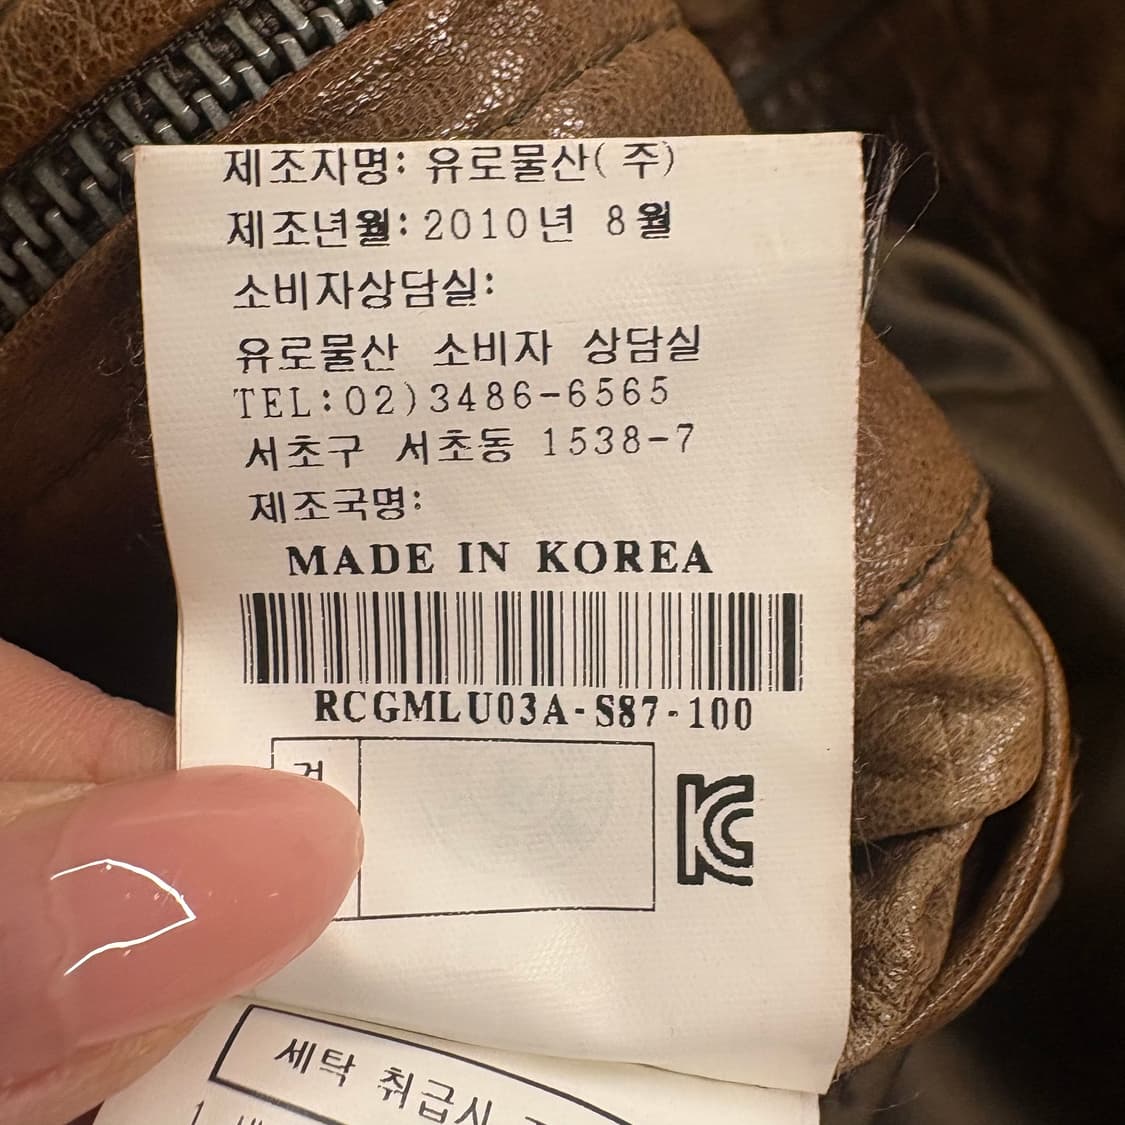 제조자명: 유로물산(주)
제조년월: 2010년 8월
소비자상담실:
유로물산 소비자 상담실
TEL:02)3486-6565
서초구 서초동 1538-7
제조국명:
MADE IN KOREA
RCGMLU03A-S87-100
KC
세탁 취급시
1